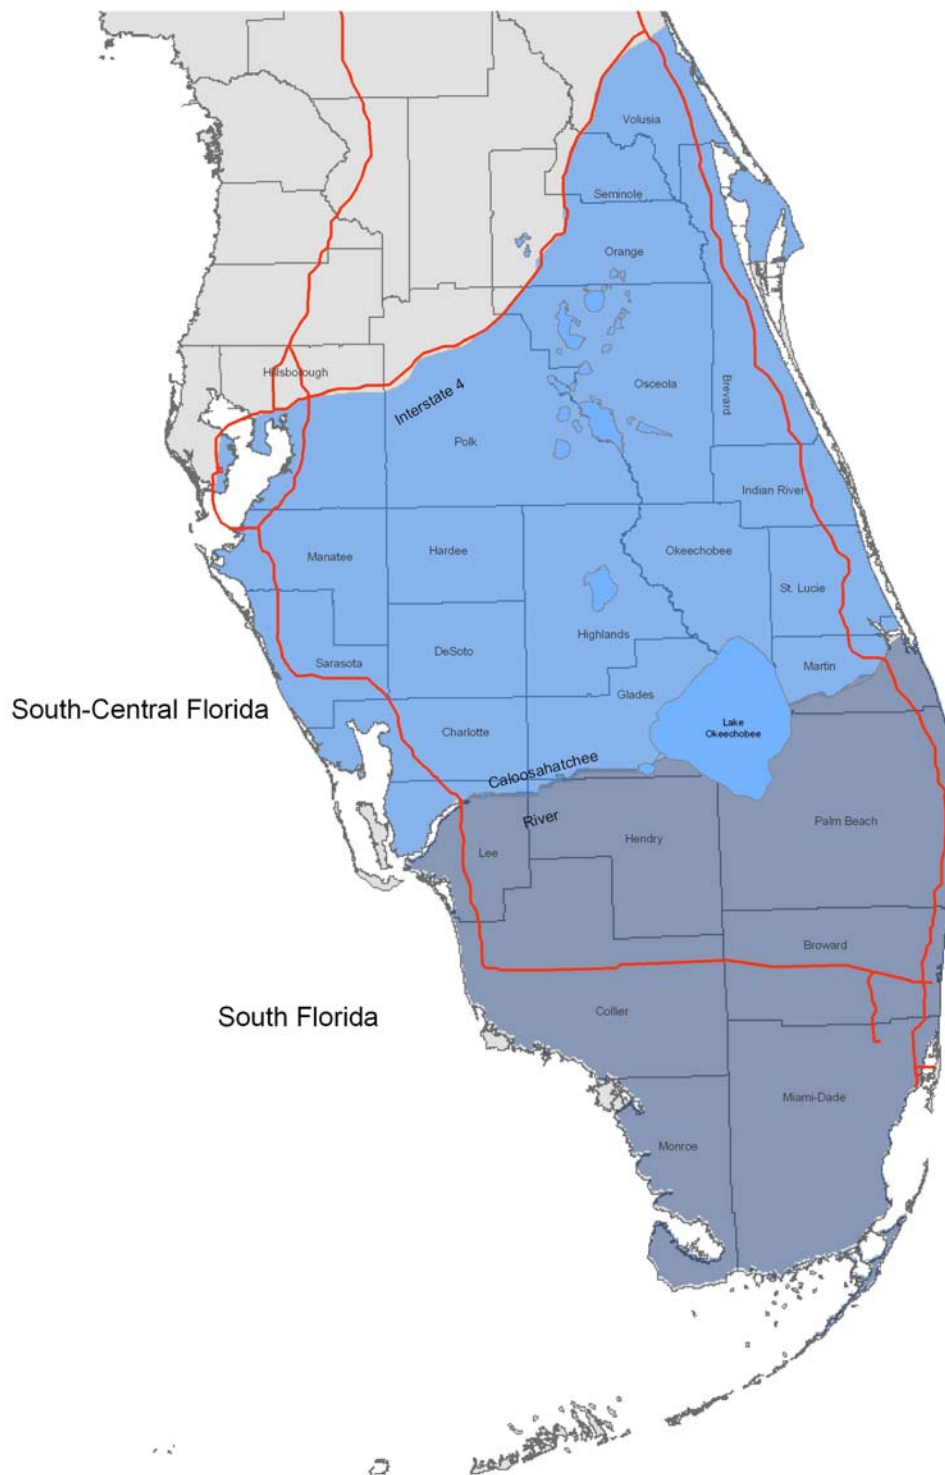 Volusia
Seminole
Orange
Hillsborough
Interstate 4
Osceola
Brevard
Polk
Indian River
Manatee
Hardee
Okeechobee
St. Lucie
Highlands
DeSoto
Sarasota
Martin
Glades
South-Central Florida
Charlotte
Lake
Okeechobee
Caloosahatchee
River
Palm Beach
Hendry
Lee
Broward
South Florida
Collier
Miami-Dade
Monroe